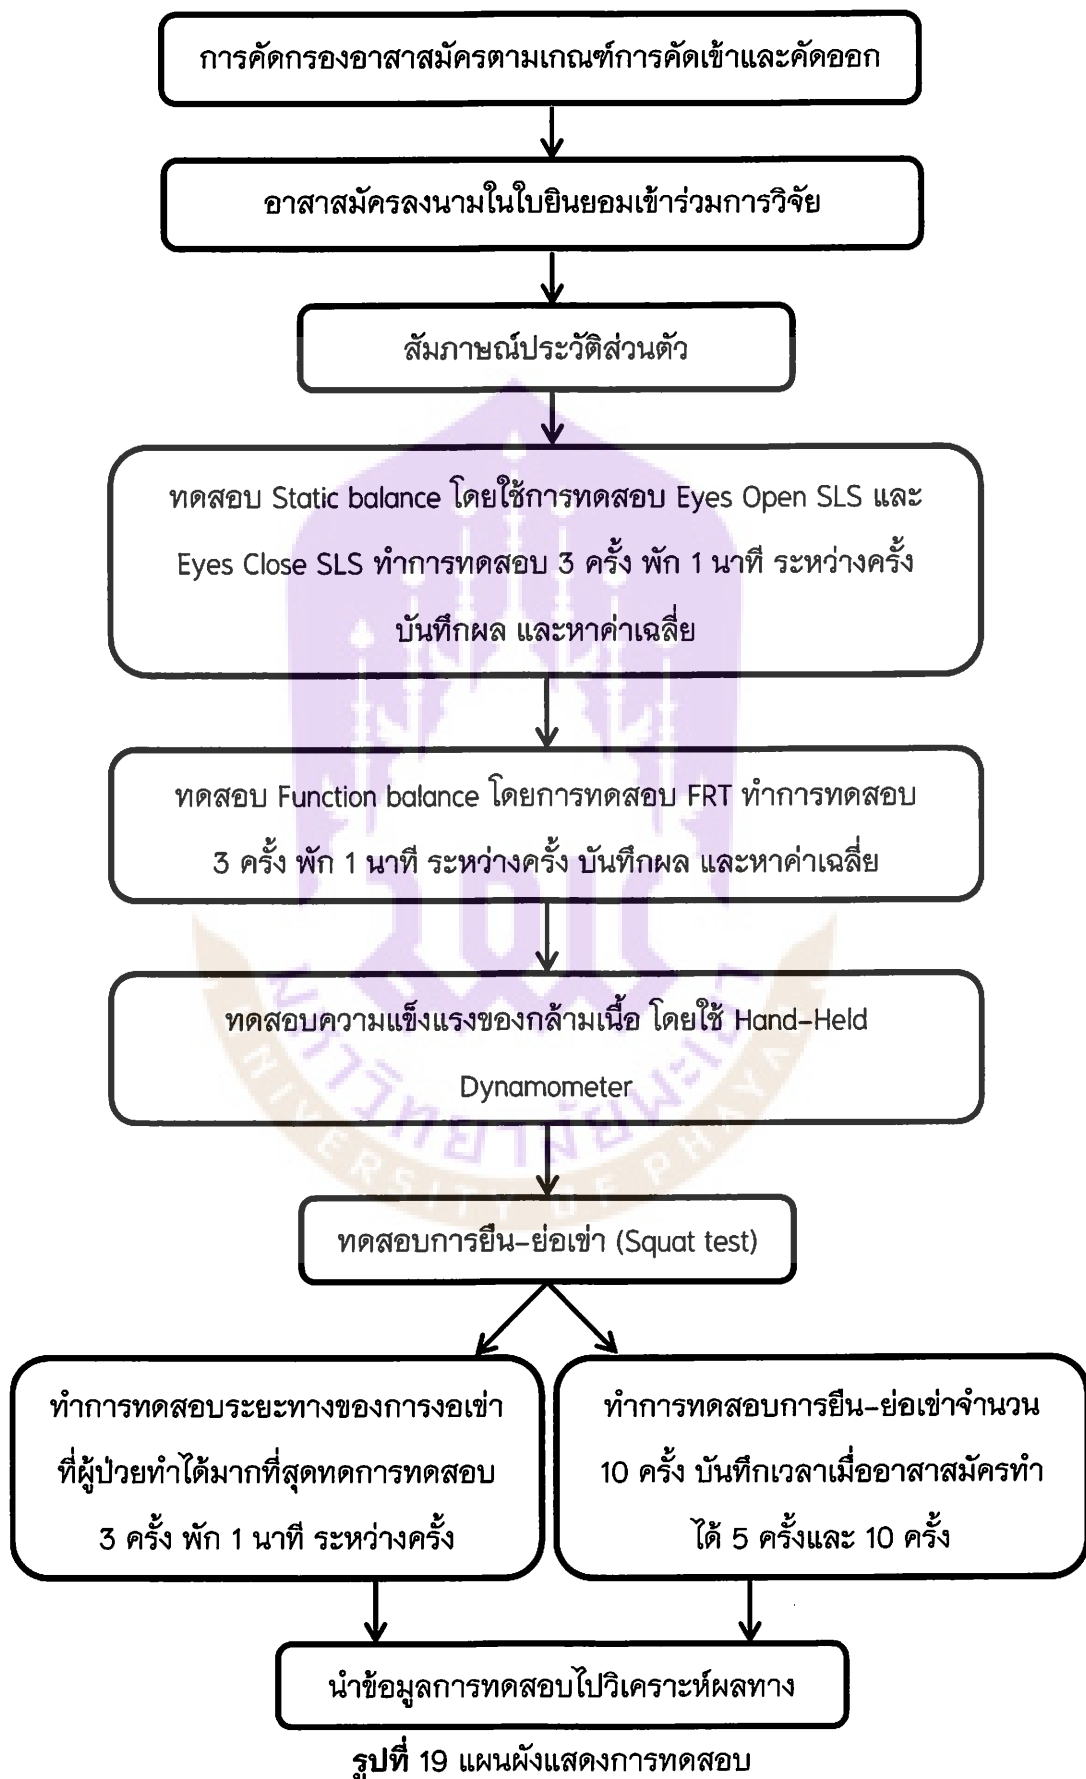 การคัดกรองอาสาสมัครตามเกณฑ์การคัดเข้าและคัดออก
อาสาสมัครลงนามในใบยินยอมเข้าร่วมการวิจัย
สัมภาษณ์ประวัติส่วนตัว
ทดสอบ Static balance โดยใช้การทดสอบ Eyes Open SLS และ
Eyes Close SLS ทำการทดสอบ 3 ครั้ง พัก 1 นาที ระหว่างครั้ง
บันทึกผล และหาค่าเฉลี่ย
ทดสอบ Function balance โดยการทดสอบ FRT ทำการทดสอบ
3 ครั้ง พัก 1 นาที ระหว่างครั้ง บันทึกผล และหาค่าเฉลี่ย
ทดสอบความแข็งแรงของกล้ามเนื้อ โดยใช้ Hand-Held
Dynamometer
มหาวิทยาลัยพะเยา
UNIVERSITY OF PHAYAO
ทดสอบการยืน-ย่อเข่า (Squat test)
ทำการทดสอบระยะทางของการงอเข่า
ที่ผู้ป่วยทำได้มากที่สุดทดการทดสอบ
3 ครั้ง พัก 1 นาที ระหว่างครั้ง
ทำการทดสอบการยืน-ย่อเข่าจำนวน
10 ครั้ง บันทึกเวลาเมื่ออาสาสมัครทำ
ได้ 5 ครั้งและ 10 ครั้ง
นำข้อมูลการทดสอบไปวิเคราะห์ผลทาง
รูปที่ 19 แผนผังแสดงการทดสอบ